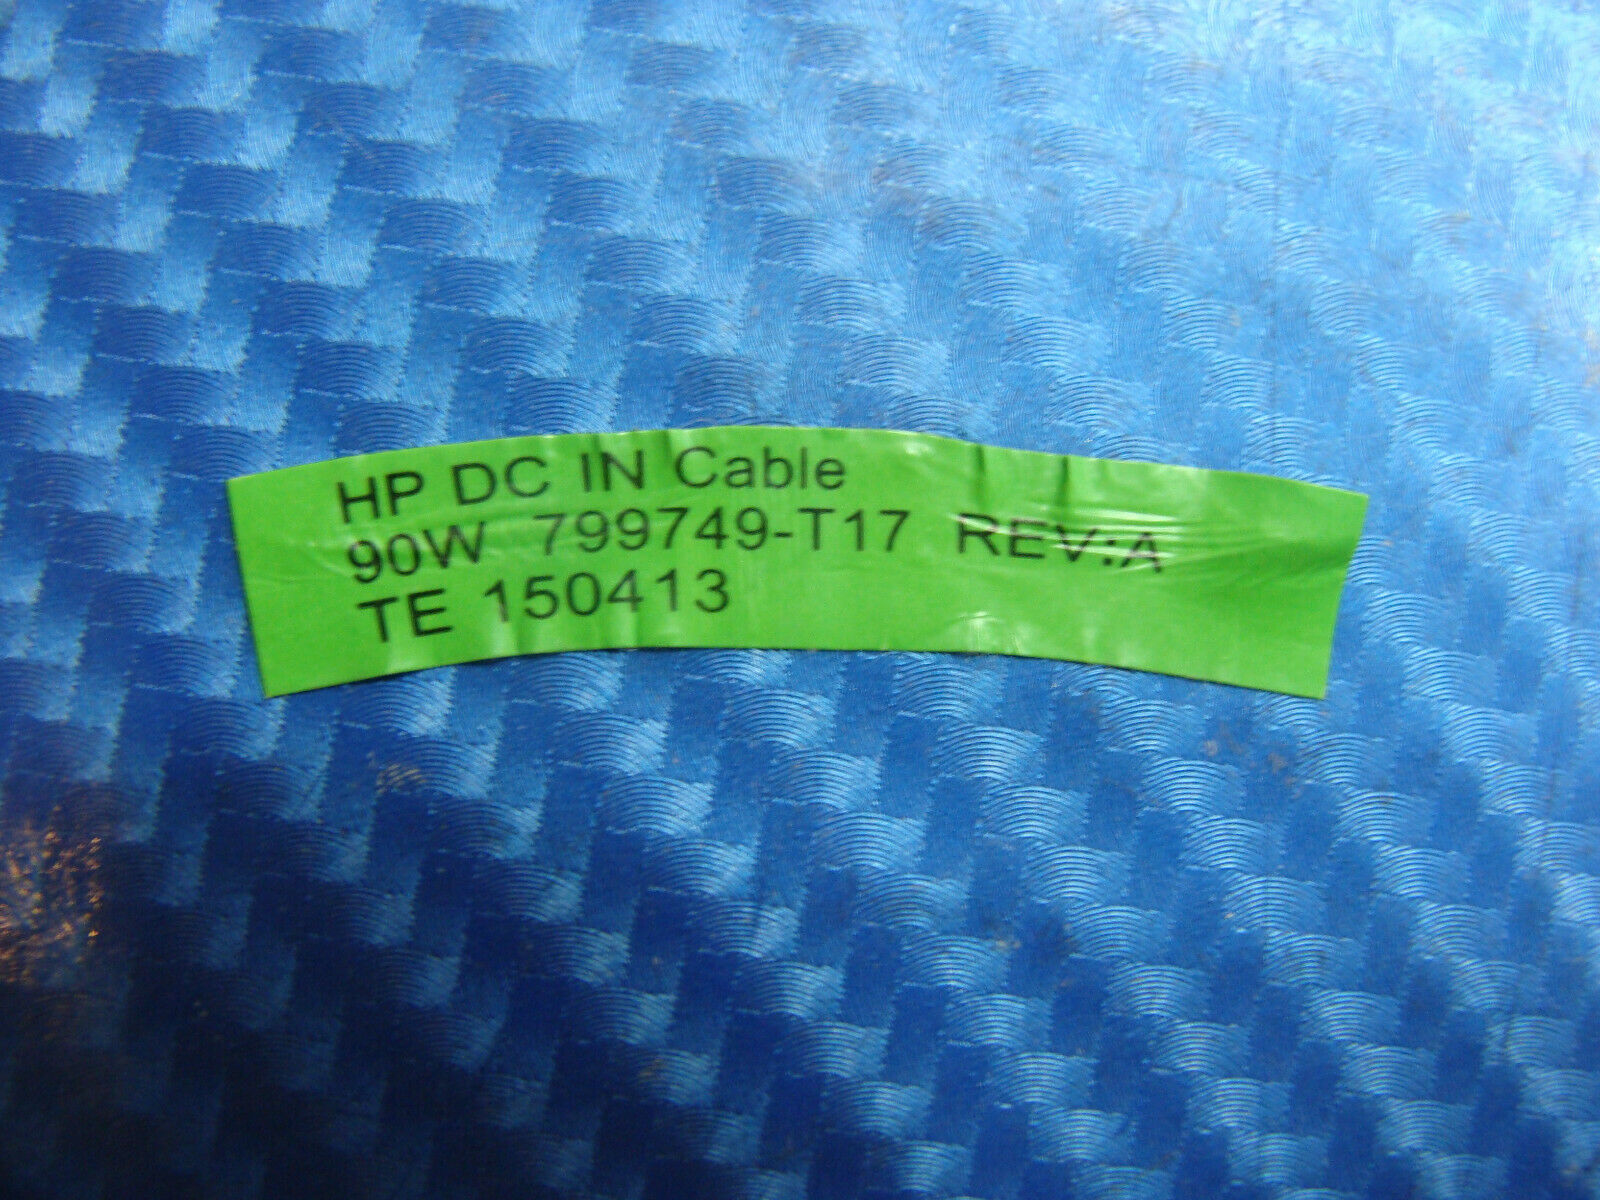 HP DC IN Cable
90W 799749-T17 REV:A
TE 150413